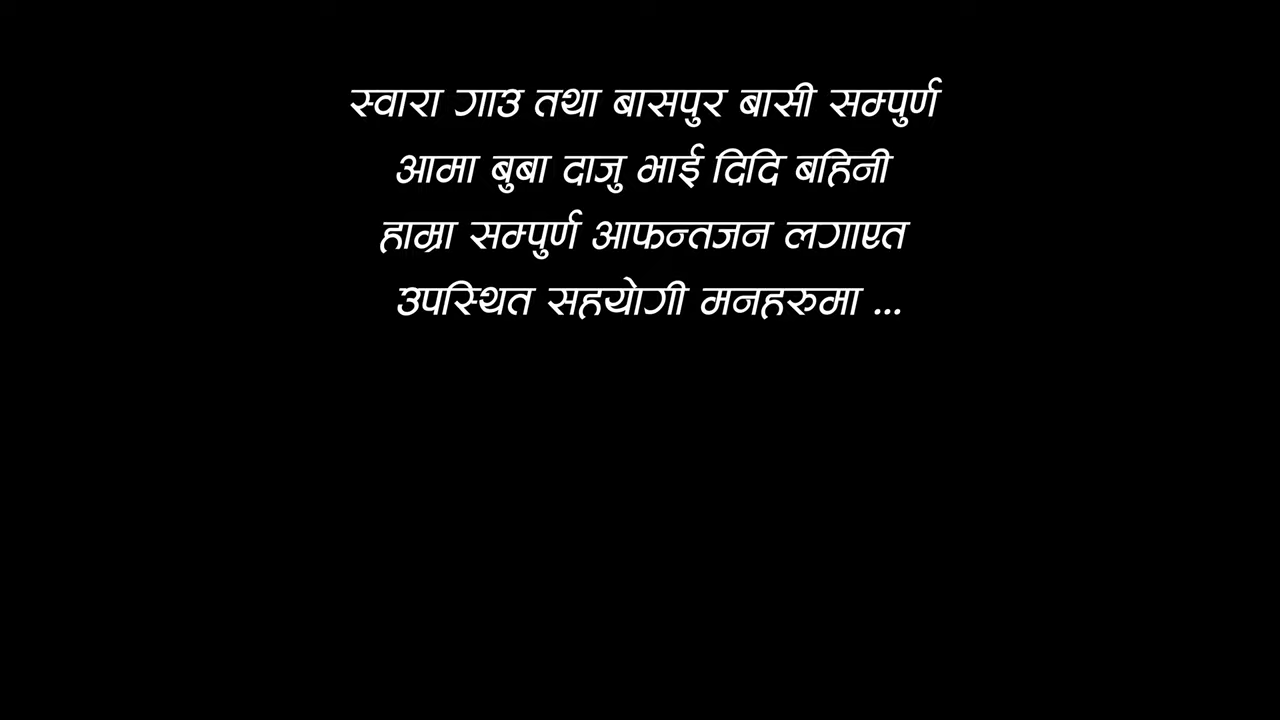 स्वारा गाउ तथा बासपुर बासी सम्पुर्ण
आमा बुबा दाजु भाई दिदि बहिनी
हाम्रा सम्पुर्ण आफन्तजन लगाएत
उपस्थित सहयोगी मनहरुमा ...